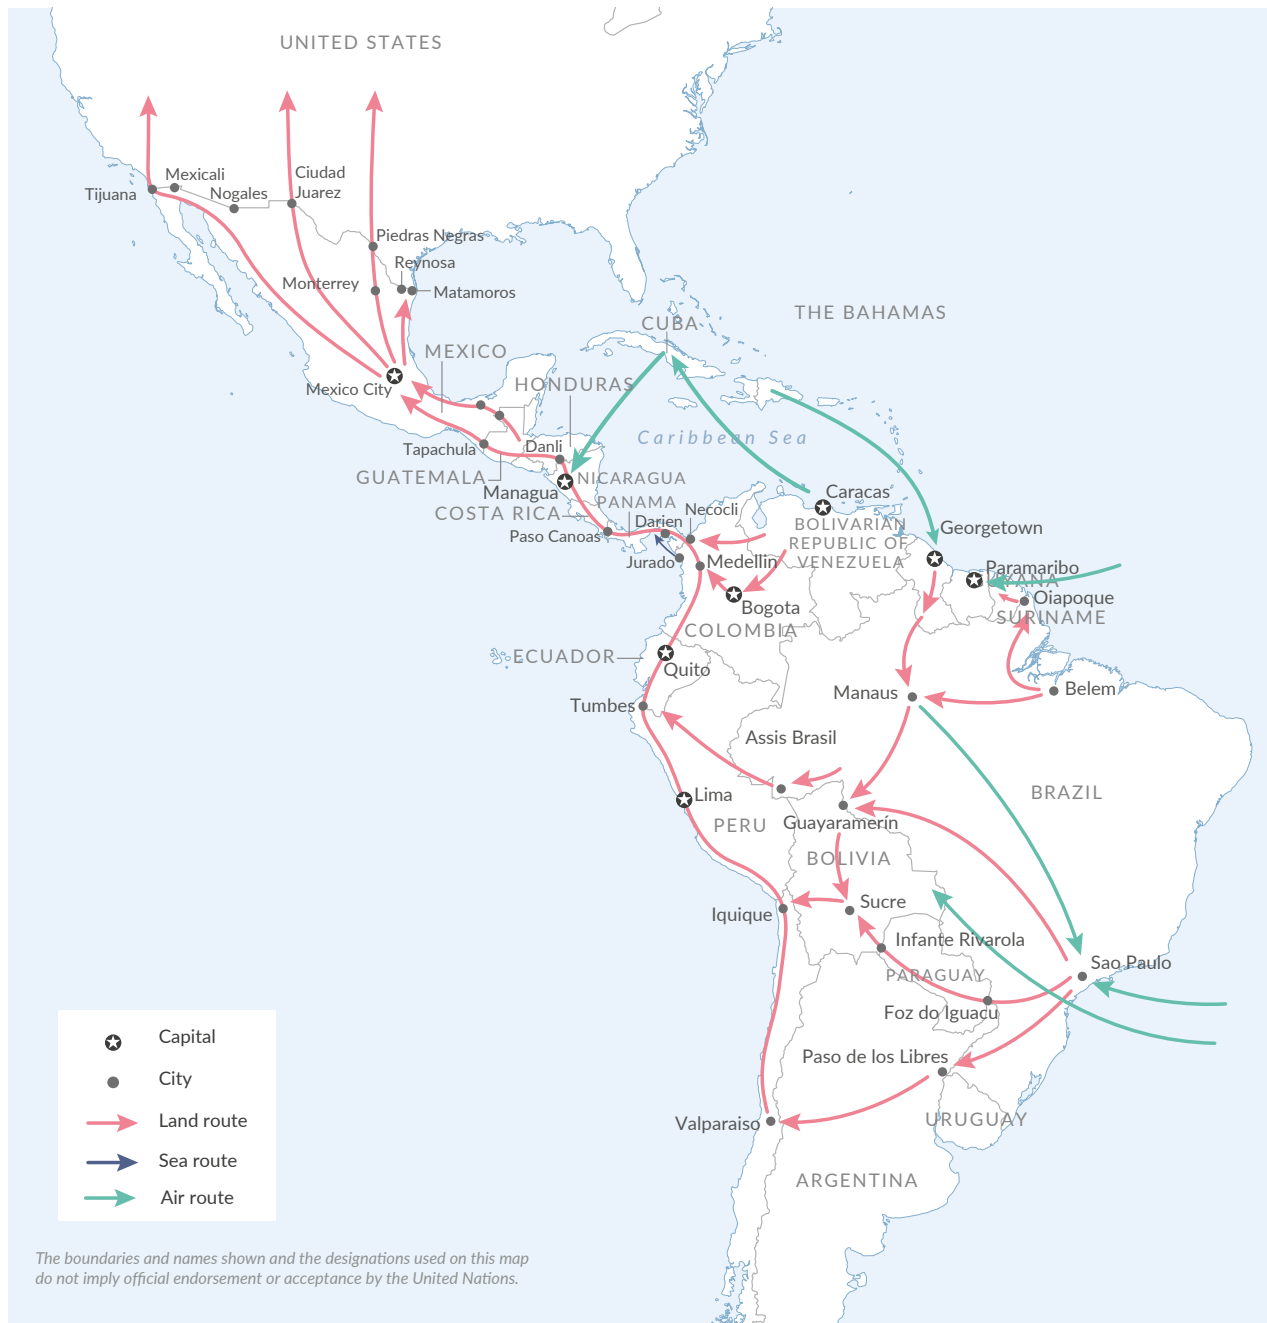 UNITED STATES
Mexicali
Ciudad
Juarez
Tijuana
Nogales
Piedras Negras
Reynosa
Monterrey
Matamoros
THE BAHAMAS
CUBA
MEXICO
HONDURAS
Mexico City
Caribbean Sea
Tapachula
Danli
GUATEMALA
NICARAGUA
Managua
COSTA RICA
PANAMA
Caracas
Necocli
Darien
Paso Canoas
BOLIVARIAN
REPUBLIC OF
VENEZUELA
Georgetown
Jurado
Medellin
Paramaribo
Bogota
Oiapoque
SURINAME
COLOMBIA
ECUADOR
Quito
Manaus
Belem
Tumbes
Assis Brasil
Lima
BRAZIL
PERU
Guayaramerín
BOLIVIA
Sucre
Iquique
Infante Rivarola
Sao Paulo
PARAGUAY
Foz do Iguacu
Paso de los Libres
Valparaiso
URUGUAY
ARGENTINA
Capital
City
Land route
Sea route
Air route
The boundaries and names shown and the designations used on this map
do not imply official endorsement or acceptance by the United Nations.